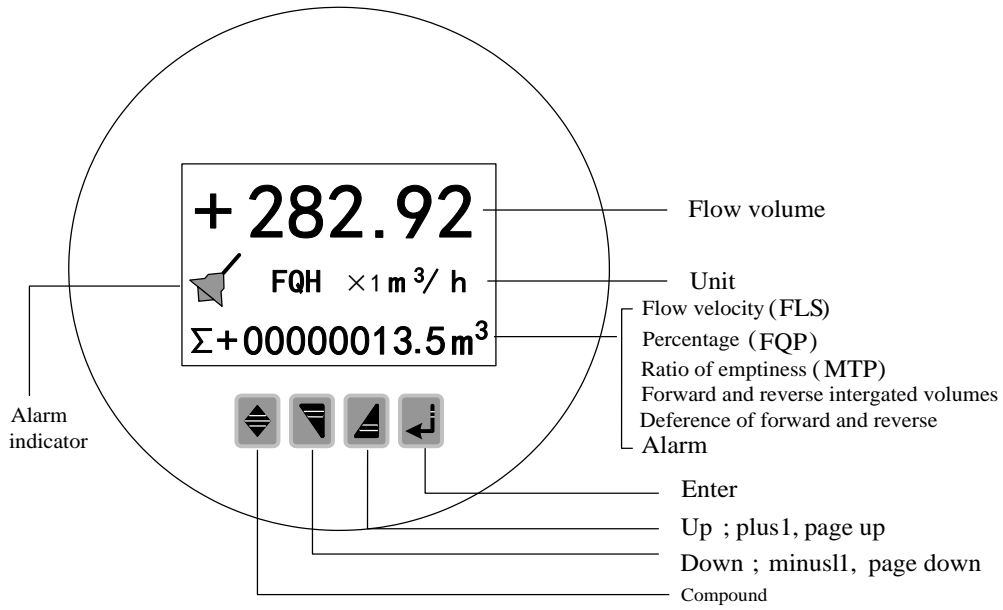 +282.92
FQH ×1 m³/ h
Σ+00000013.5m³
Flow volume
Unit
Flow velocity (FLS)
Percentage (FQP)
Ratio of emptiness (MTP)
Forward and reverse intergated volumes
Deference of forward and reverse
Alarm
Alarm
indicator
Enter
Up ; plus1, page up
Down ; minusl1, page down
Compound